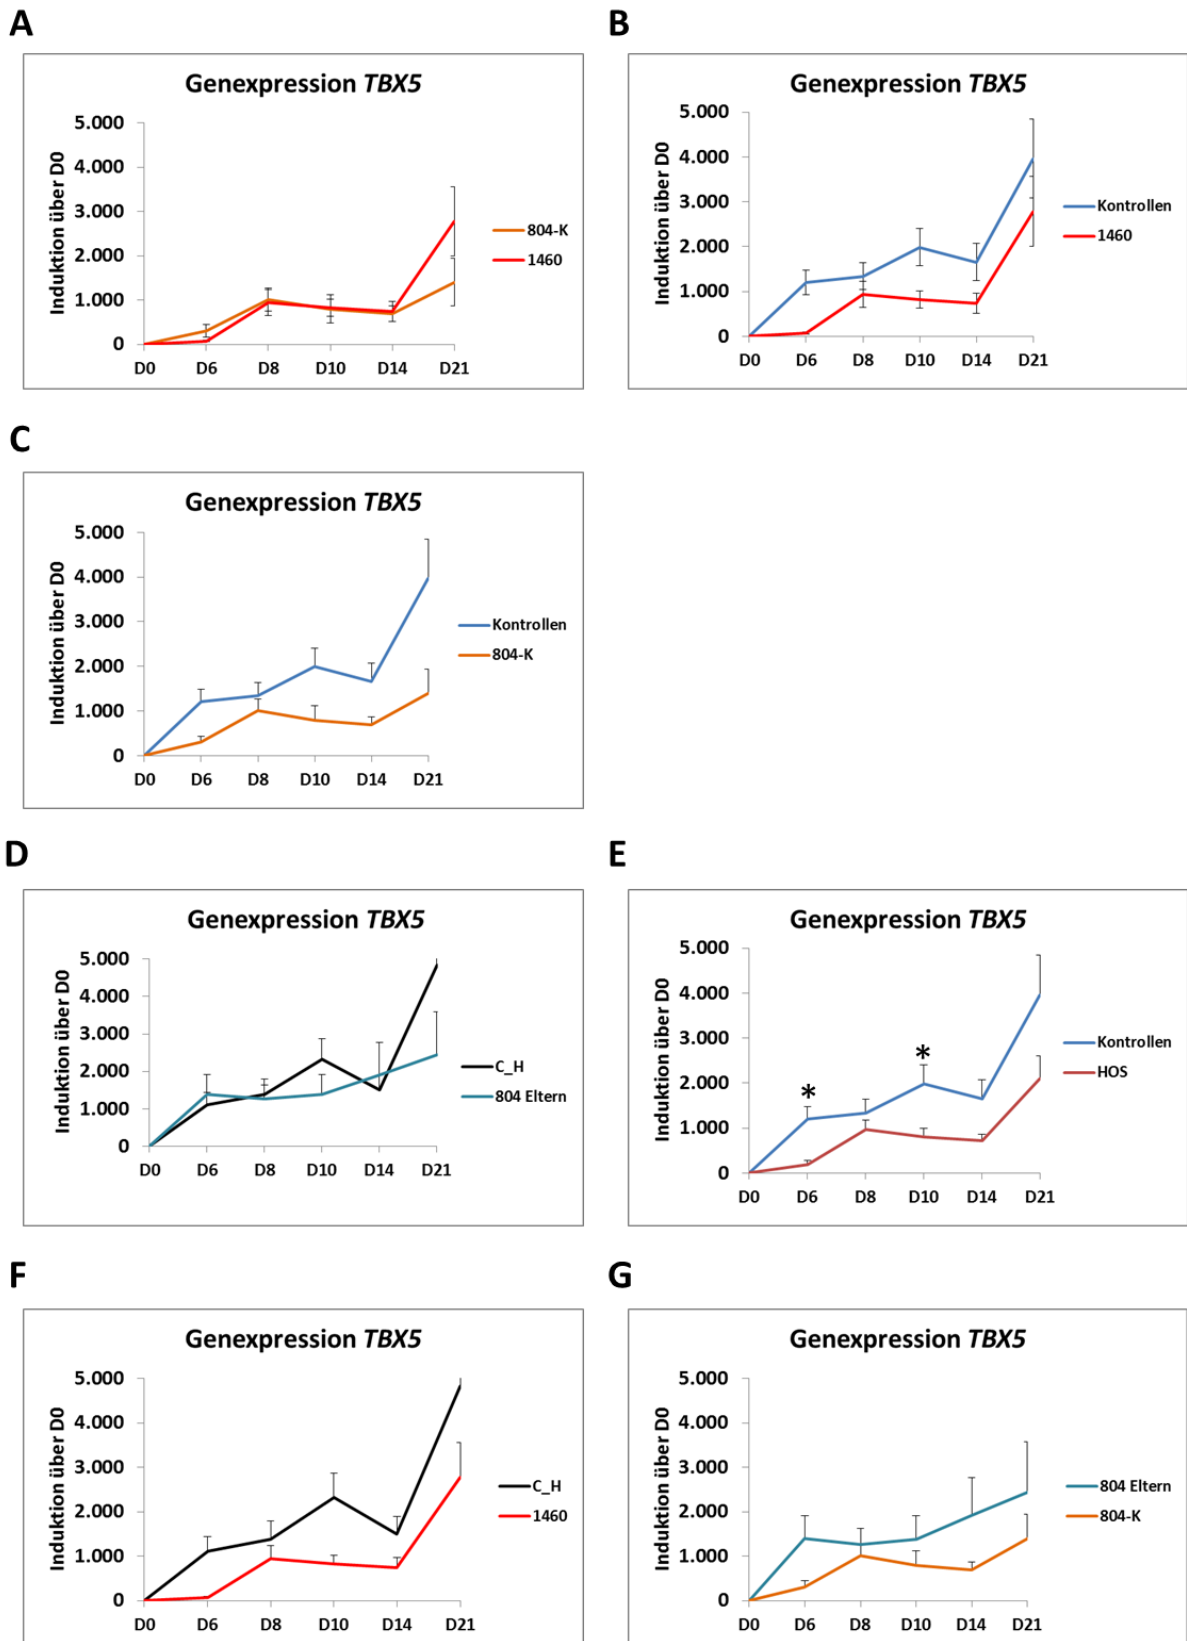 A
Genexpression TBX5
Induktion über D0
5.000
4.000
3.000
2.000
1.000
0
D0 D6 D8 D10 D14 D21
804-K
1460
B
Genexpression TBX5
Induktion über D0
5.000
4.000
3.000
2.000
1.000
0
D0 D6 D8 D10 D14 D21
Kontrollen
1460
C
Genexpression TBX5
Induktion über D0
5.000
4.000
3.000
2.000
1.000
0
D0 D6 D8 D10 D14 D21
Kontrollen
804-K
D
Genexpression TBX5
Induktion über D0
5.000
4.000
3.000
2.000
1.000
0
D0 D6 D8 D10 D14 D21
C_H
804 Eltern
E
Genexpression TBX5
Induktion über D0
5.000
4.000
3.000
2.000
1.000
0
* *
D0 D6 D8 D10 D14 D21
Kontrollen
HOS
F
Genexpression TBX5
Induktion über D0
5.000
4.000
3.000
2.000
1.000
0
D0 D6 D8 D10 D14 D21
C_H
1460
G
Genexpression TBX5
Induktion über D0
5.000
4.000
3.000
2.000
1.000
0
D0 D6 D8 D10 D14 D21
804 Eltern
804-K